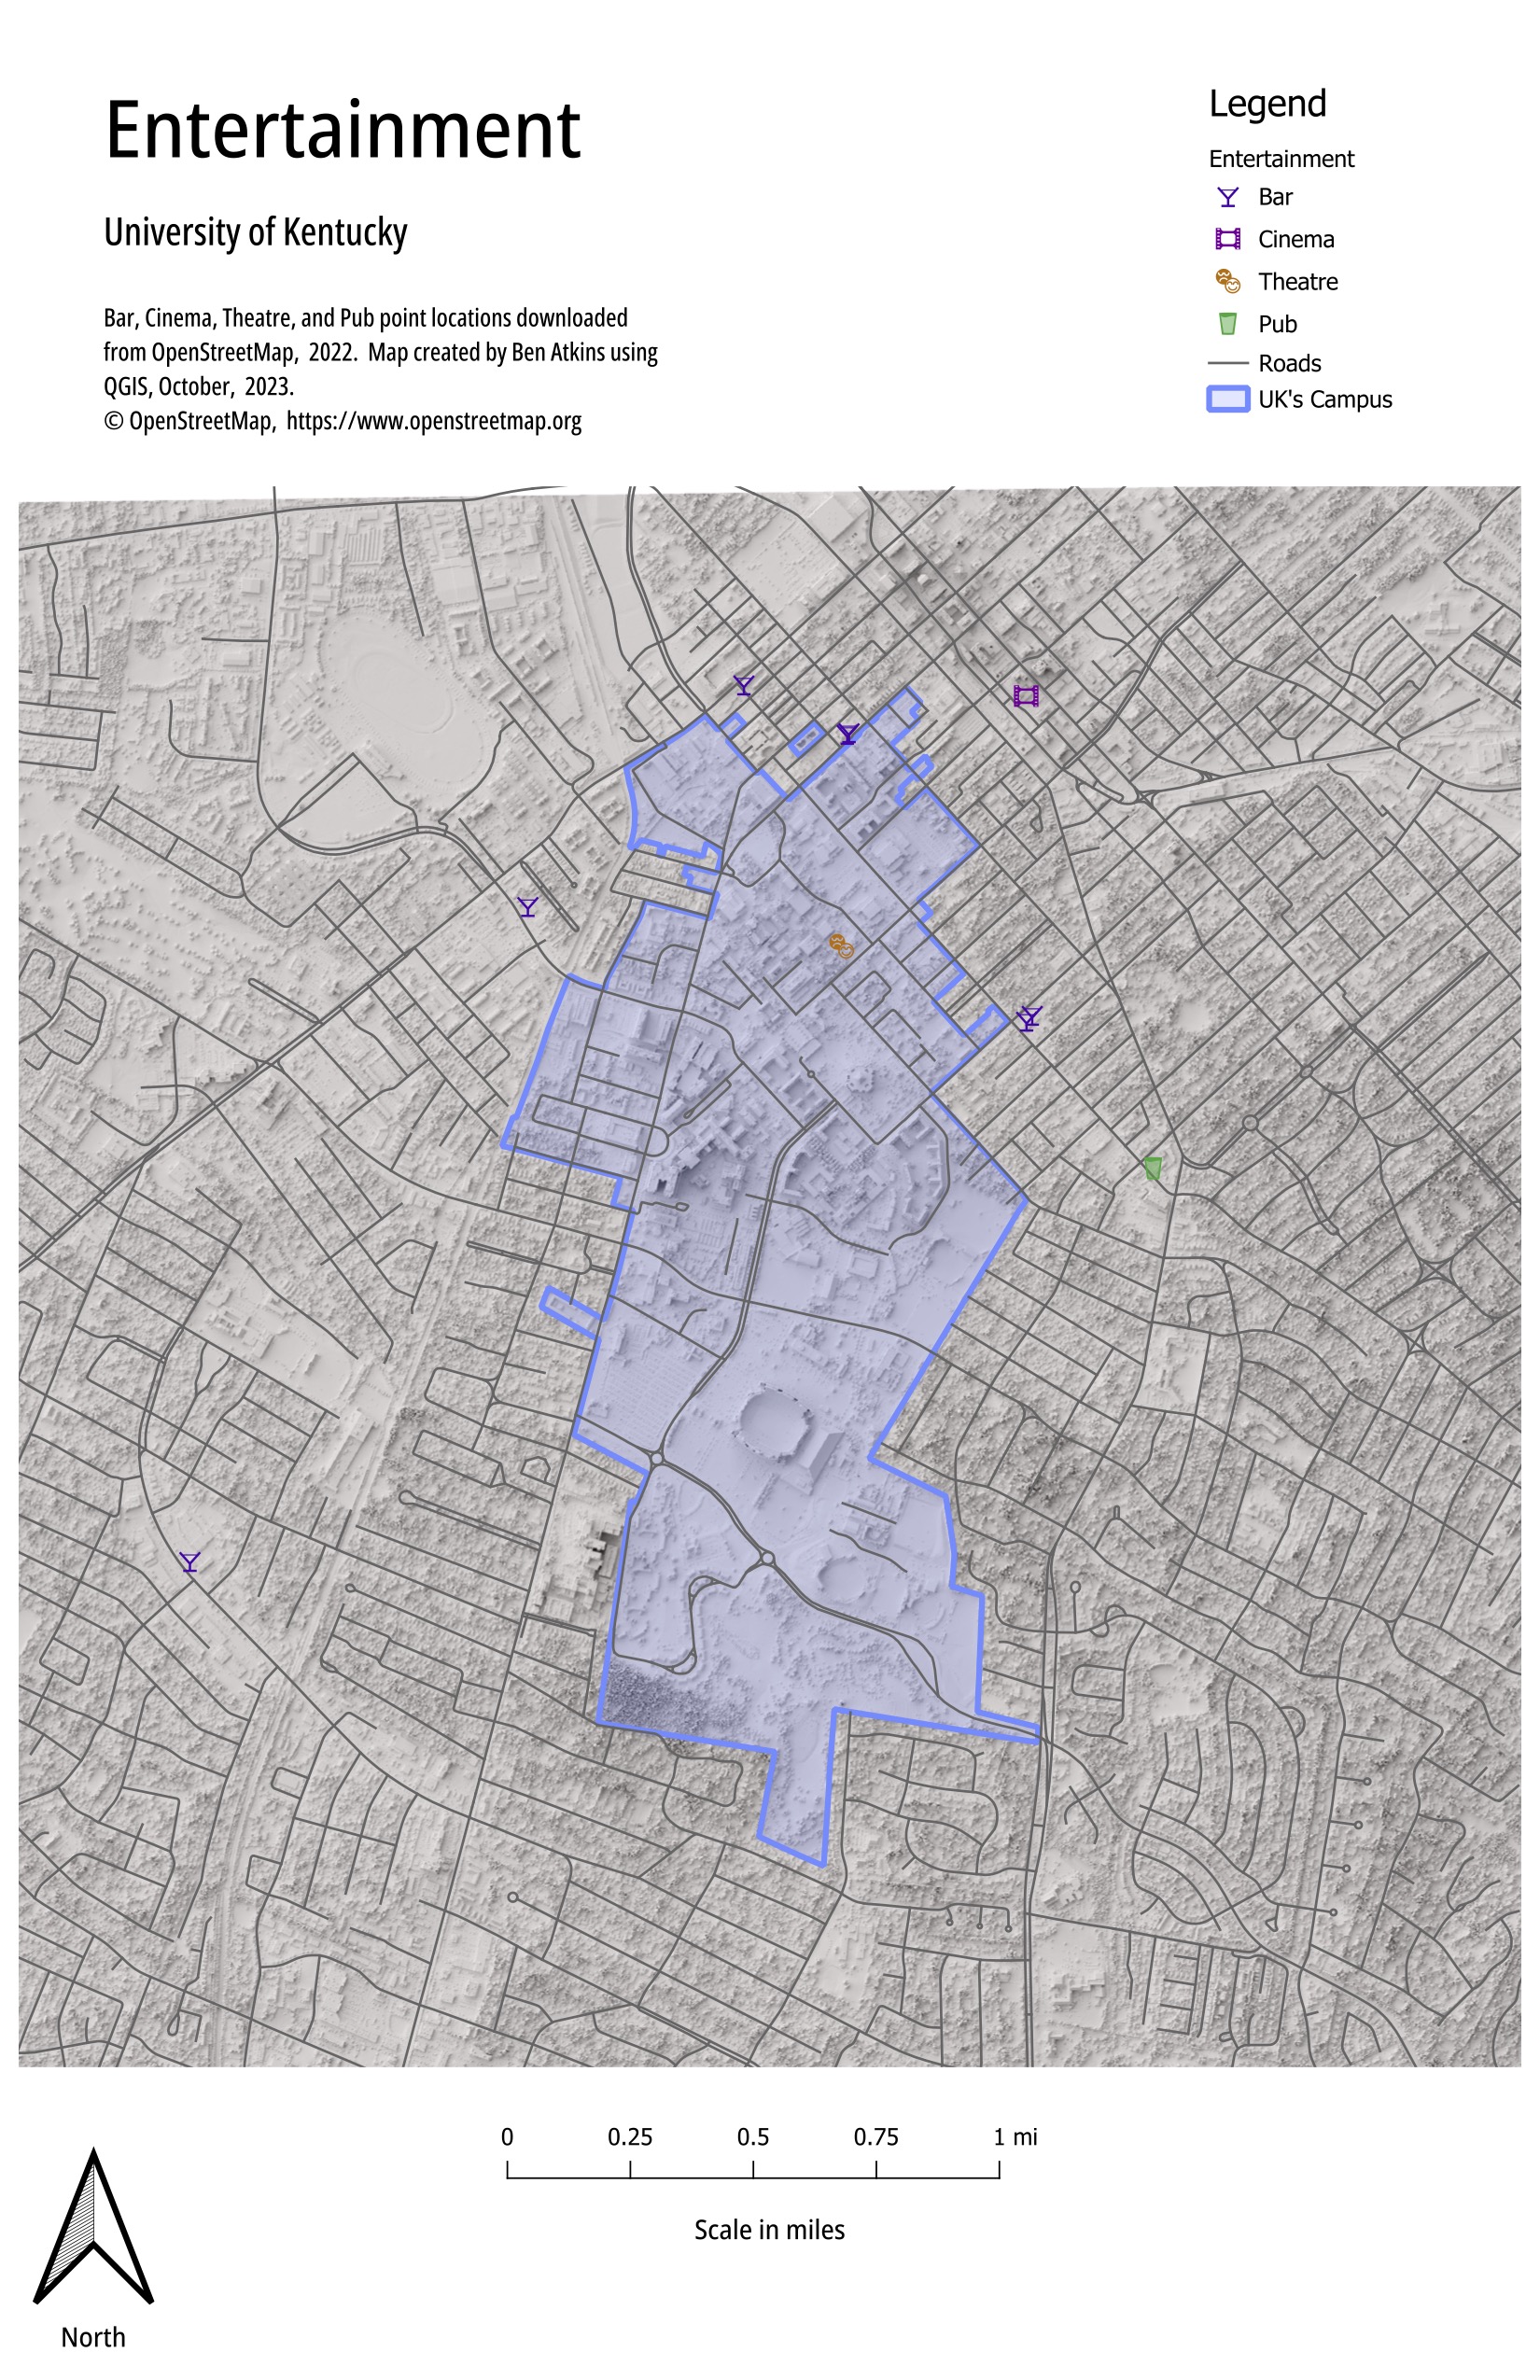 Entertainment
University of Kentucky
Bar, Cinema, Theatre, and Pub point locations downloaded
from OpenStreetMap, 2022. Map created by Ben Atkins using
QGIS, October, 2023.
© OpenStreetMap, https://www.openstreetmap.org
Legend
Entertainment
Bar
Cinema
Theatre
Pub
Roads
UK's Campus
0 0.25 0.5 0.75 1 mi
Scale in miles
North